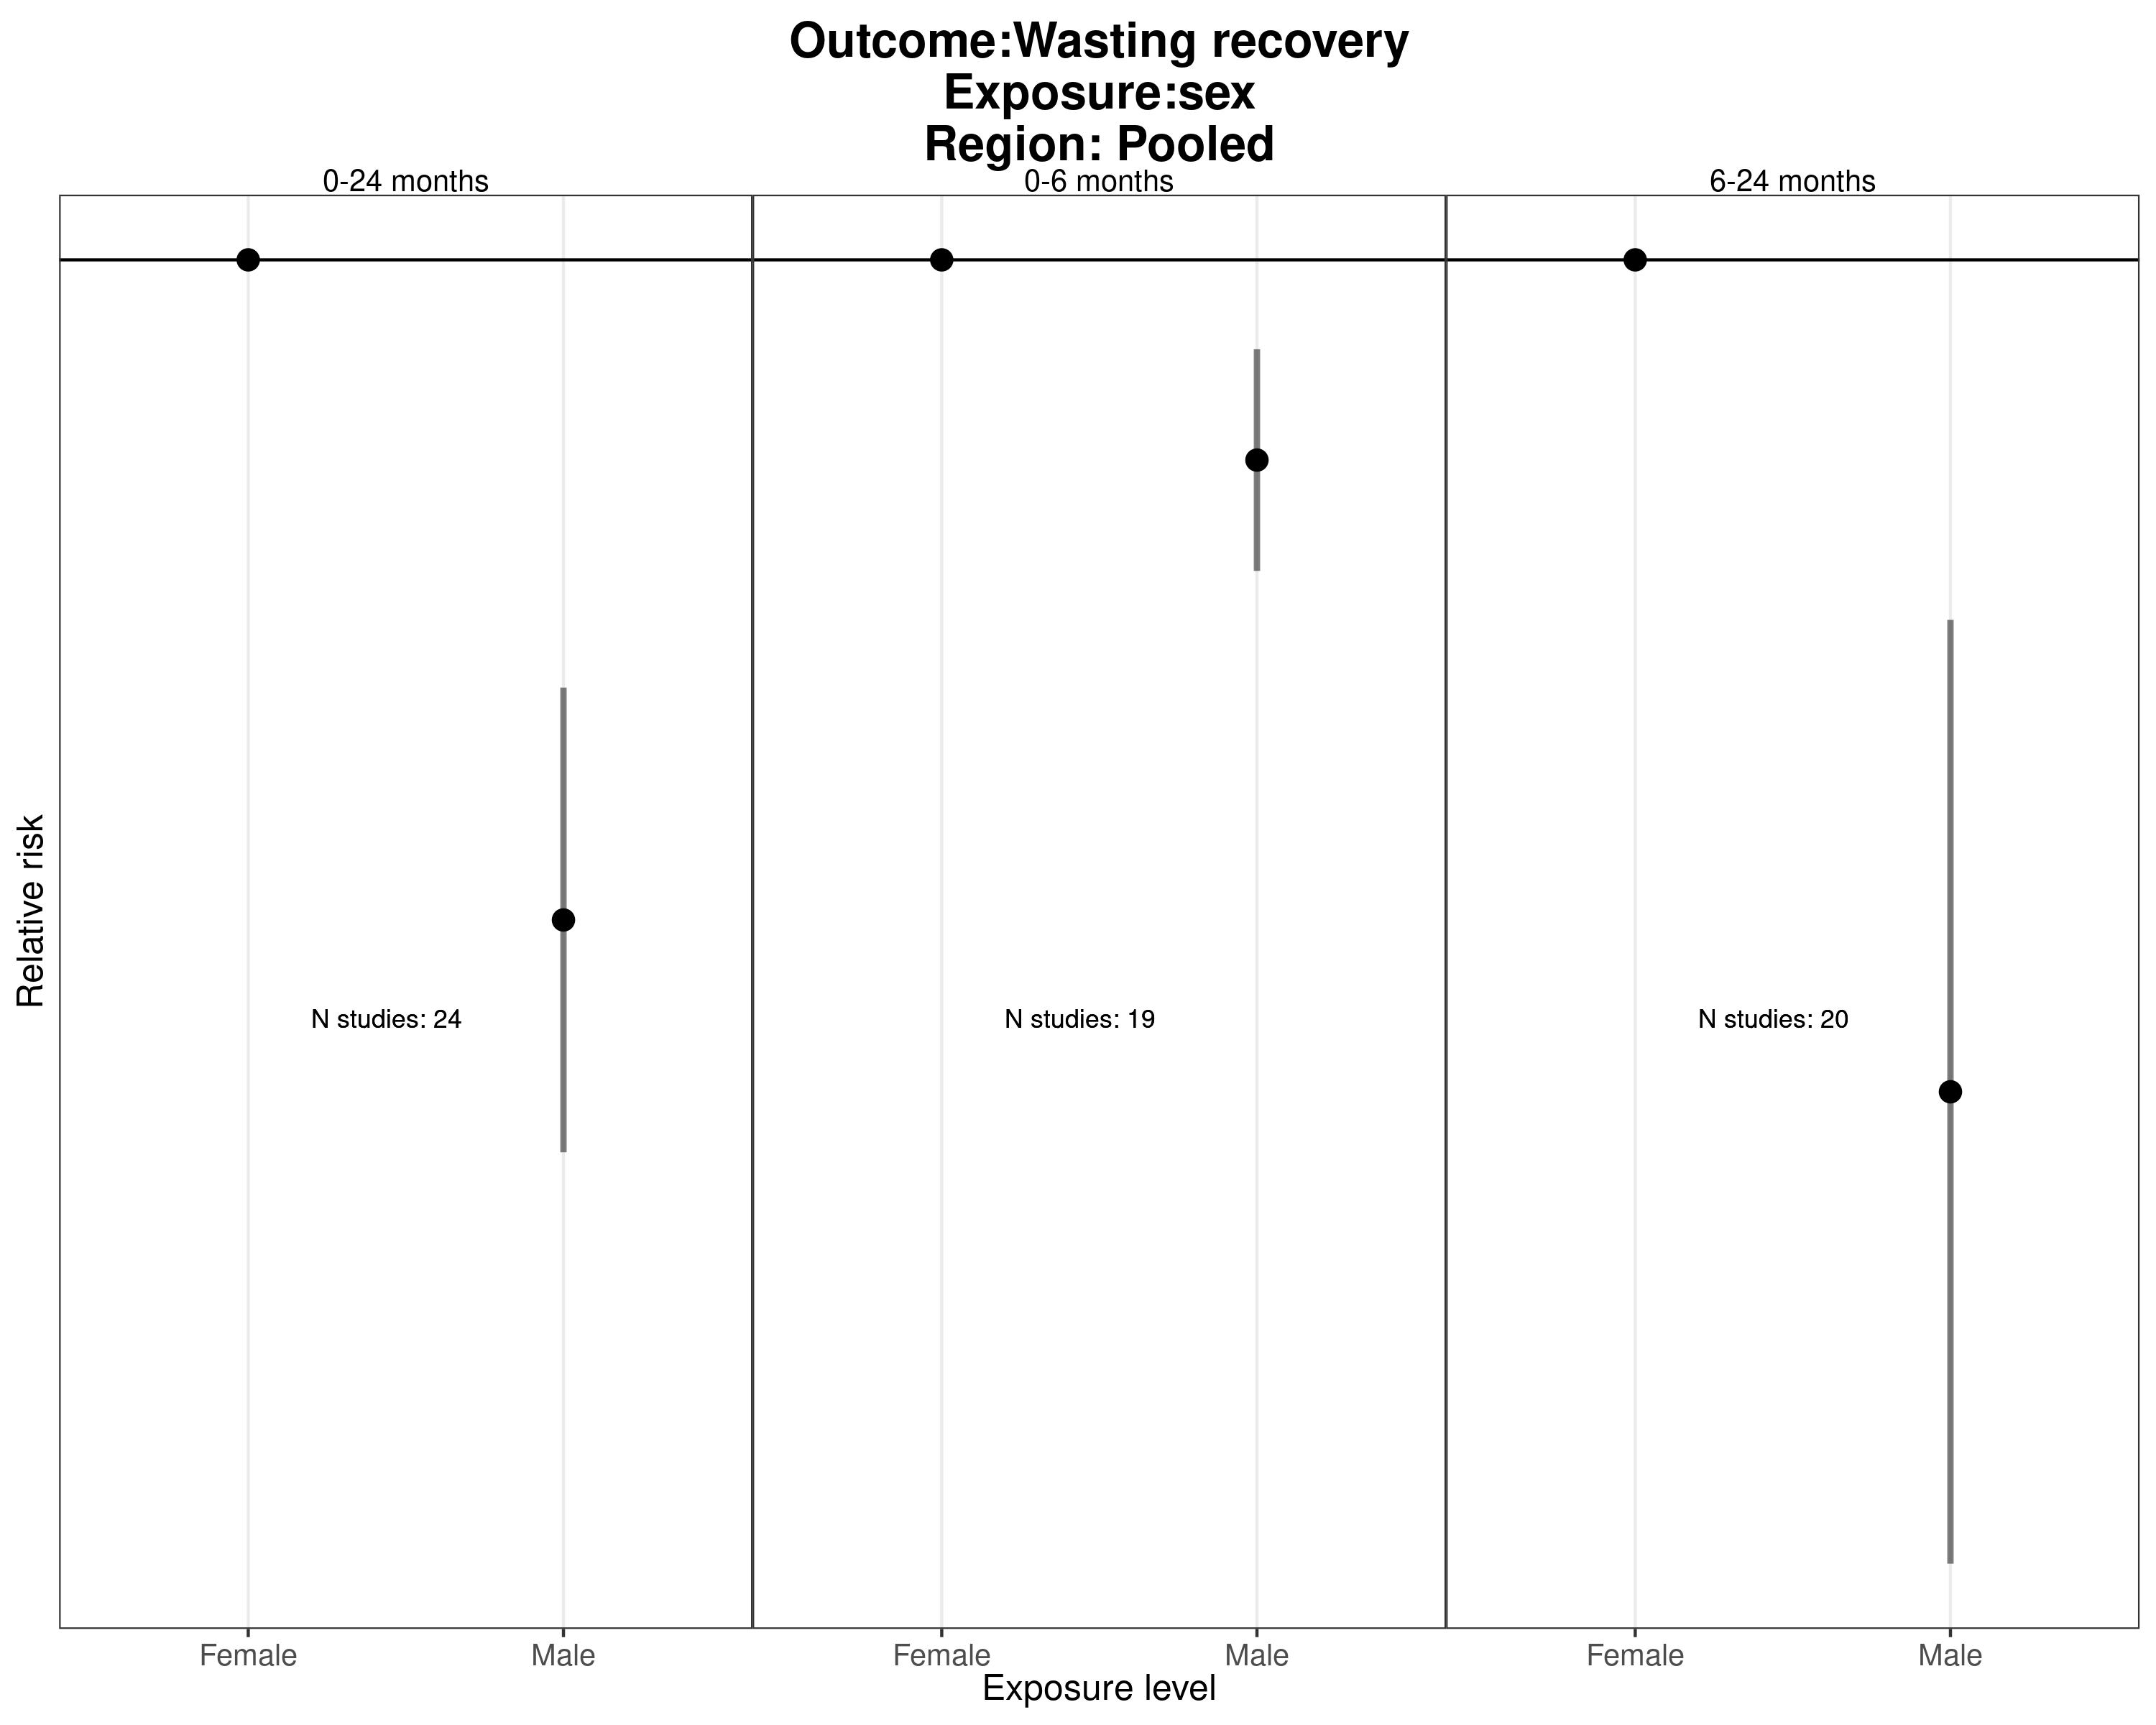 Outcome:Wasting recovery
Exposure:sex
Region: Pooled
0-24 months
0-6 months
6-24 months
Relative risk
N studies: 24
N studies: 19
N studies: 20
Female
Male
Female
Male
Female
Male
Exposure level